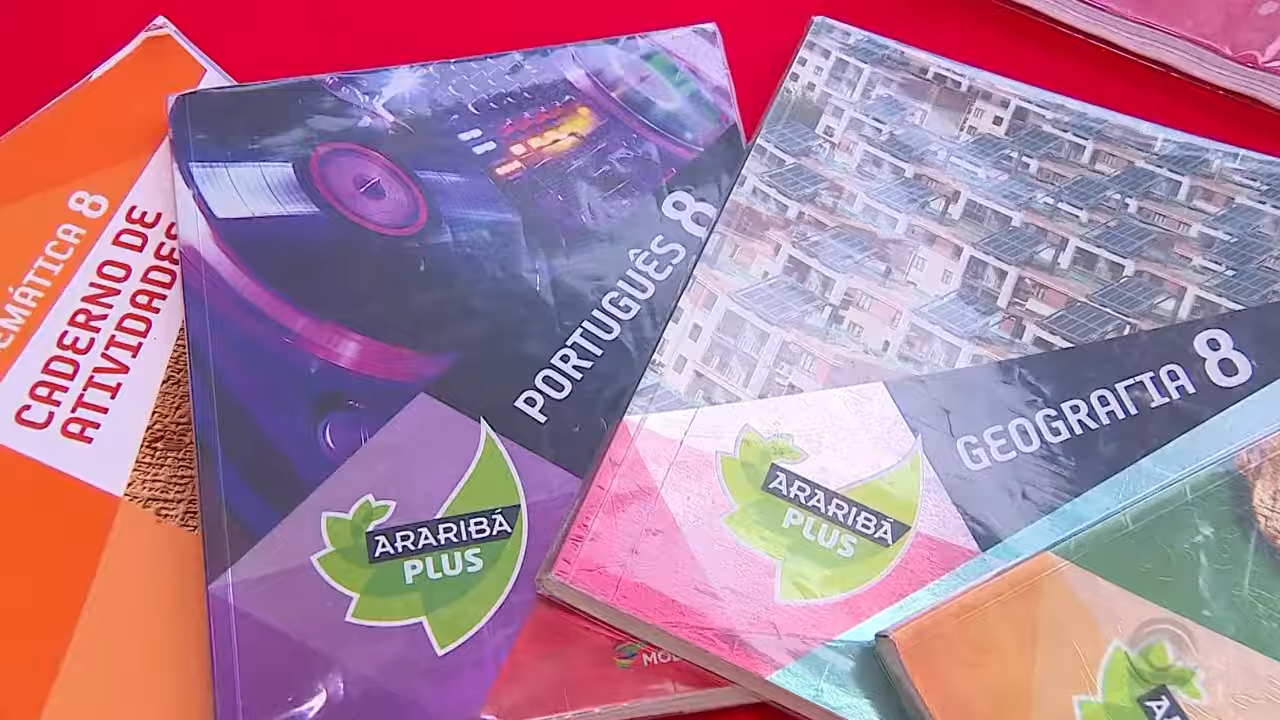 EMÁTICA 8
CADERNO DE
ATIVIDADES
PORTUGUÊS 8
ARARIBÁ
PLUS
GEOGRAFIA 8
ARARIBÁ
PLUS